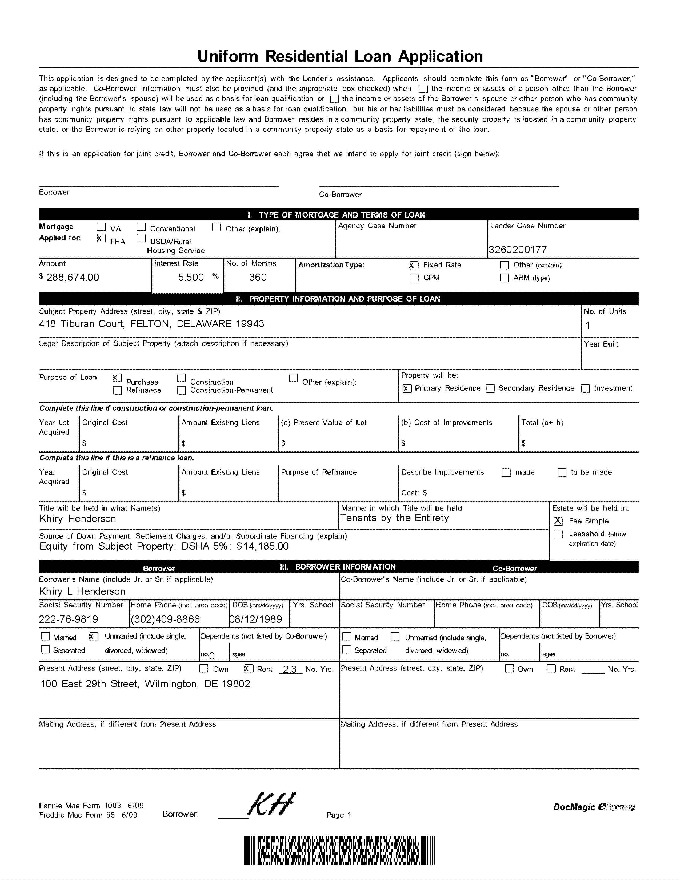 Uniform Residential Loan Application
This application is designed to be completed by the applicant(s) with the Lender's assistance. Applicants should complete this form as "Borrower" or "Co-Borrower,"
as applicable. Co-Borrower information must also be provided (and the appropriate box checked) when the income or assets of a person other than the Borrower
(including the Borrower's spouse) will be used as a basis for loan qualification or the income or assets of the Borrower's spouse or other person who has community
property rights pursuant to state law will not be used as a basis for loan qualification, but his or her liabilities must be considered because the spouse or other person
has community property rights pursuant to applicable law and Borrower resides in a community property state, the security property is located in a community property
state, or the Borrower is relying on other property located in a community property state as a basis for repayment of the loan.
If this is an application for joint credit, Borrower and Co-Borrower each agree that we intend to apply for joint credit (sign below):
Borrower Co-Borrower
I. TYPE OF MORTGAGE AND TERMS OF LOAN
Mortgage VA Conventional Other (explain): Agency Case Number Lender Case Number
Applied for: X FHA USDA/Rural
Housing Service 3260200177
Amount Interest Rate No. of Months Amortization Type: X Fixed Rate Other (explain):
$ 288,674.00 5.500 % 360 GPM ARM (type):
II. PROPERTY INFORMATION AND PURPOSE OF LOAN
Subject Property Address (street, city, state & ZIP) No. of Units
418 Tiburan Court, FELTON, DELAWARE 19943 1
Legal Description of Subject Property (attach description if necessary) Year Built
Purpose of Loan X Purchase Construction Other (explain): Property will be:
Refinance Construction-Permanent X Primary Residence Secondary Residence Investment
Complete this line if construction or construction-permanent loan.
Year Lot Original Cost Amount Existing Liens (a) Present Value of Lot (b) Cost of Improvements Total (a+ b)
Acquired
$ $ $ $ $
Complete this line if this is a refinance loan.
Year Original Cost Amount Existing Liens Purpose of Refinance Describe Improvements made to be made
Acquired
$ $ Cost: $
Title will be held in what Name(s) Manner in which Title will be held Estate will be held in:
Khiry Henderson Tenants by the Entirety X Fee Simple
Source of Down Payment, Settlement Charges, and/or Subordinate Financing (explain) Leasehold (show
Equity from Subject Property; DSHA 5%: $14,185.00 expiration date)
Borrower III. BORROWER INFORMATION Co-Borrower
Borrower's Name (include Jr. or Sr. if applicable) Co-Borrower's Name (include Jr. or Sr. if applicable)
Khiry L Henderson
Social Security Number Home Phone (incl. area code) DOB (mm/dd/yyyy) Yrs. School Social Security Number Home Phone (incl. area code) DOB (mm/dd/yyyy) Yrs. School
222-76-9819 (302)409-8866 06/12/1989
Married X Unmarried (include single, Dependents (not listed by Co-Borrower) Married Unmarried (include single, Dependents (not listed by Borrower)
Separated divorced, widowed) no. 0 ages Separated divorced, widowed) no. ages
Present Address (street, city, state, ZIP) Own X Rent 2.3 No. Yrs. Present Address (street, city, state, ZIP) Own Rent No. Yrs.
100 East 29th Street, Wilmington, DE 19802
Mailing Address, if different from Present Address Mailing Address, if different from Present Address
Fannie Mae Form 1003 6/09
Freddie Mac Form 65 6/09 Borrower KH Page 1 DocMagic